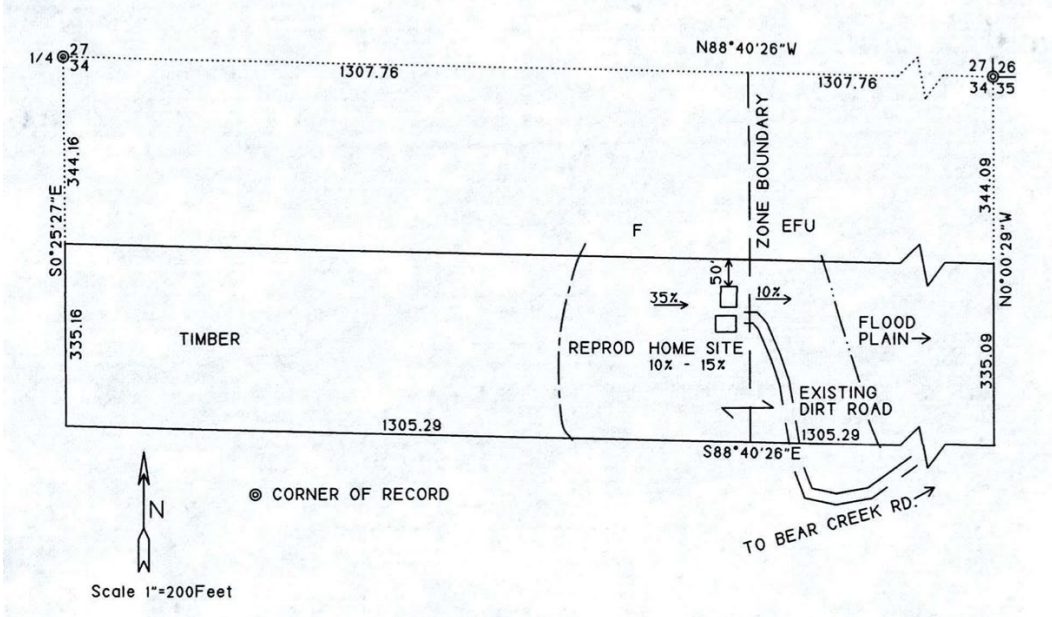 N88°40'26"W
1/4 27
34
1307.76
1307.76
27 26
34 35
344.16
S0°25'27"E
ZONE BOUNDARY
344.09
N0°00'29"W
F
EFU
50'
35%
10%
335.16
TIMBER
REPROD
HOME SITE
10% - 15%
FLOOD
PLAIN
335.09
EXISTING
DIRT ROAD
1305.29
1305.29
S88°40'26"E
CORNER OF RECORD
N
TO BEAR CREEK RD.
Scale 1"=200Feet